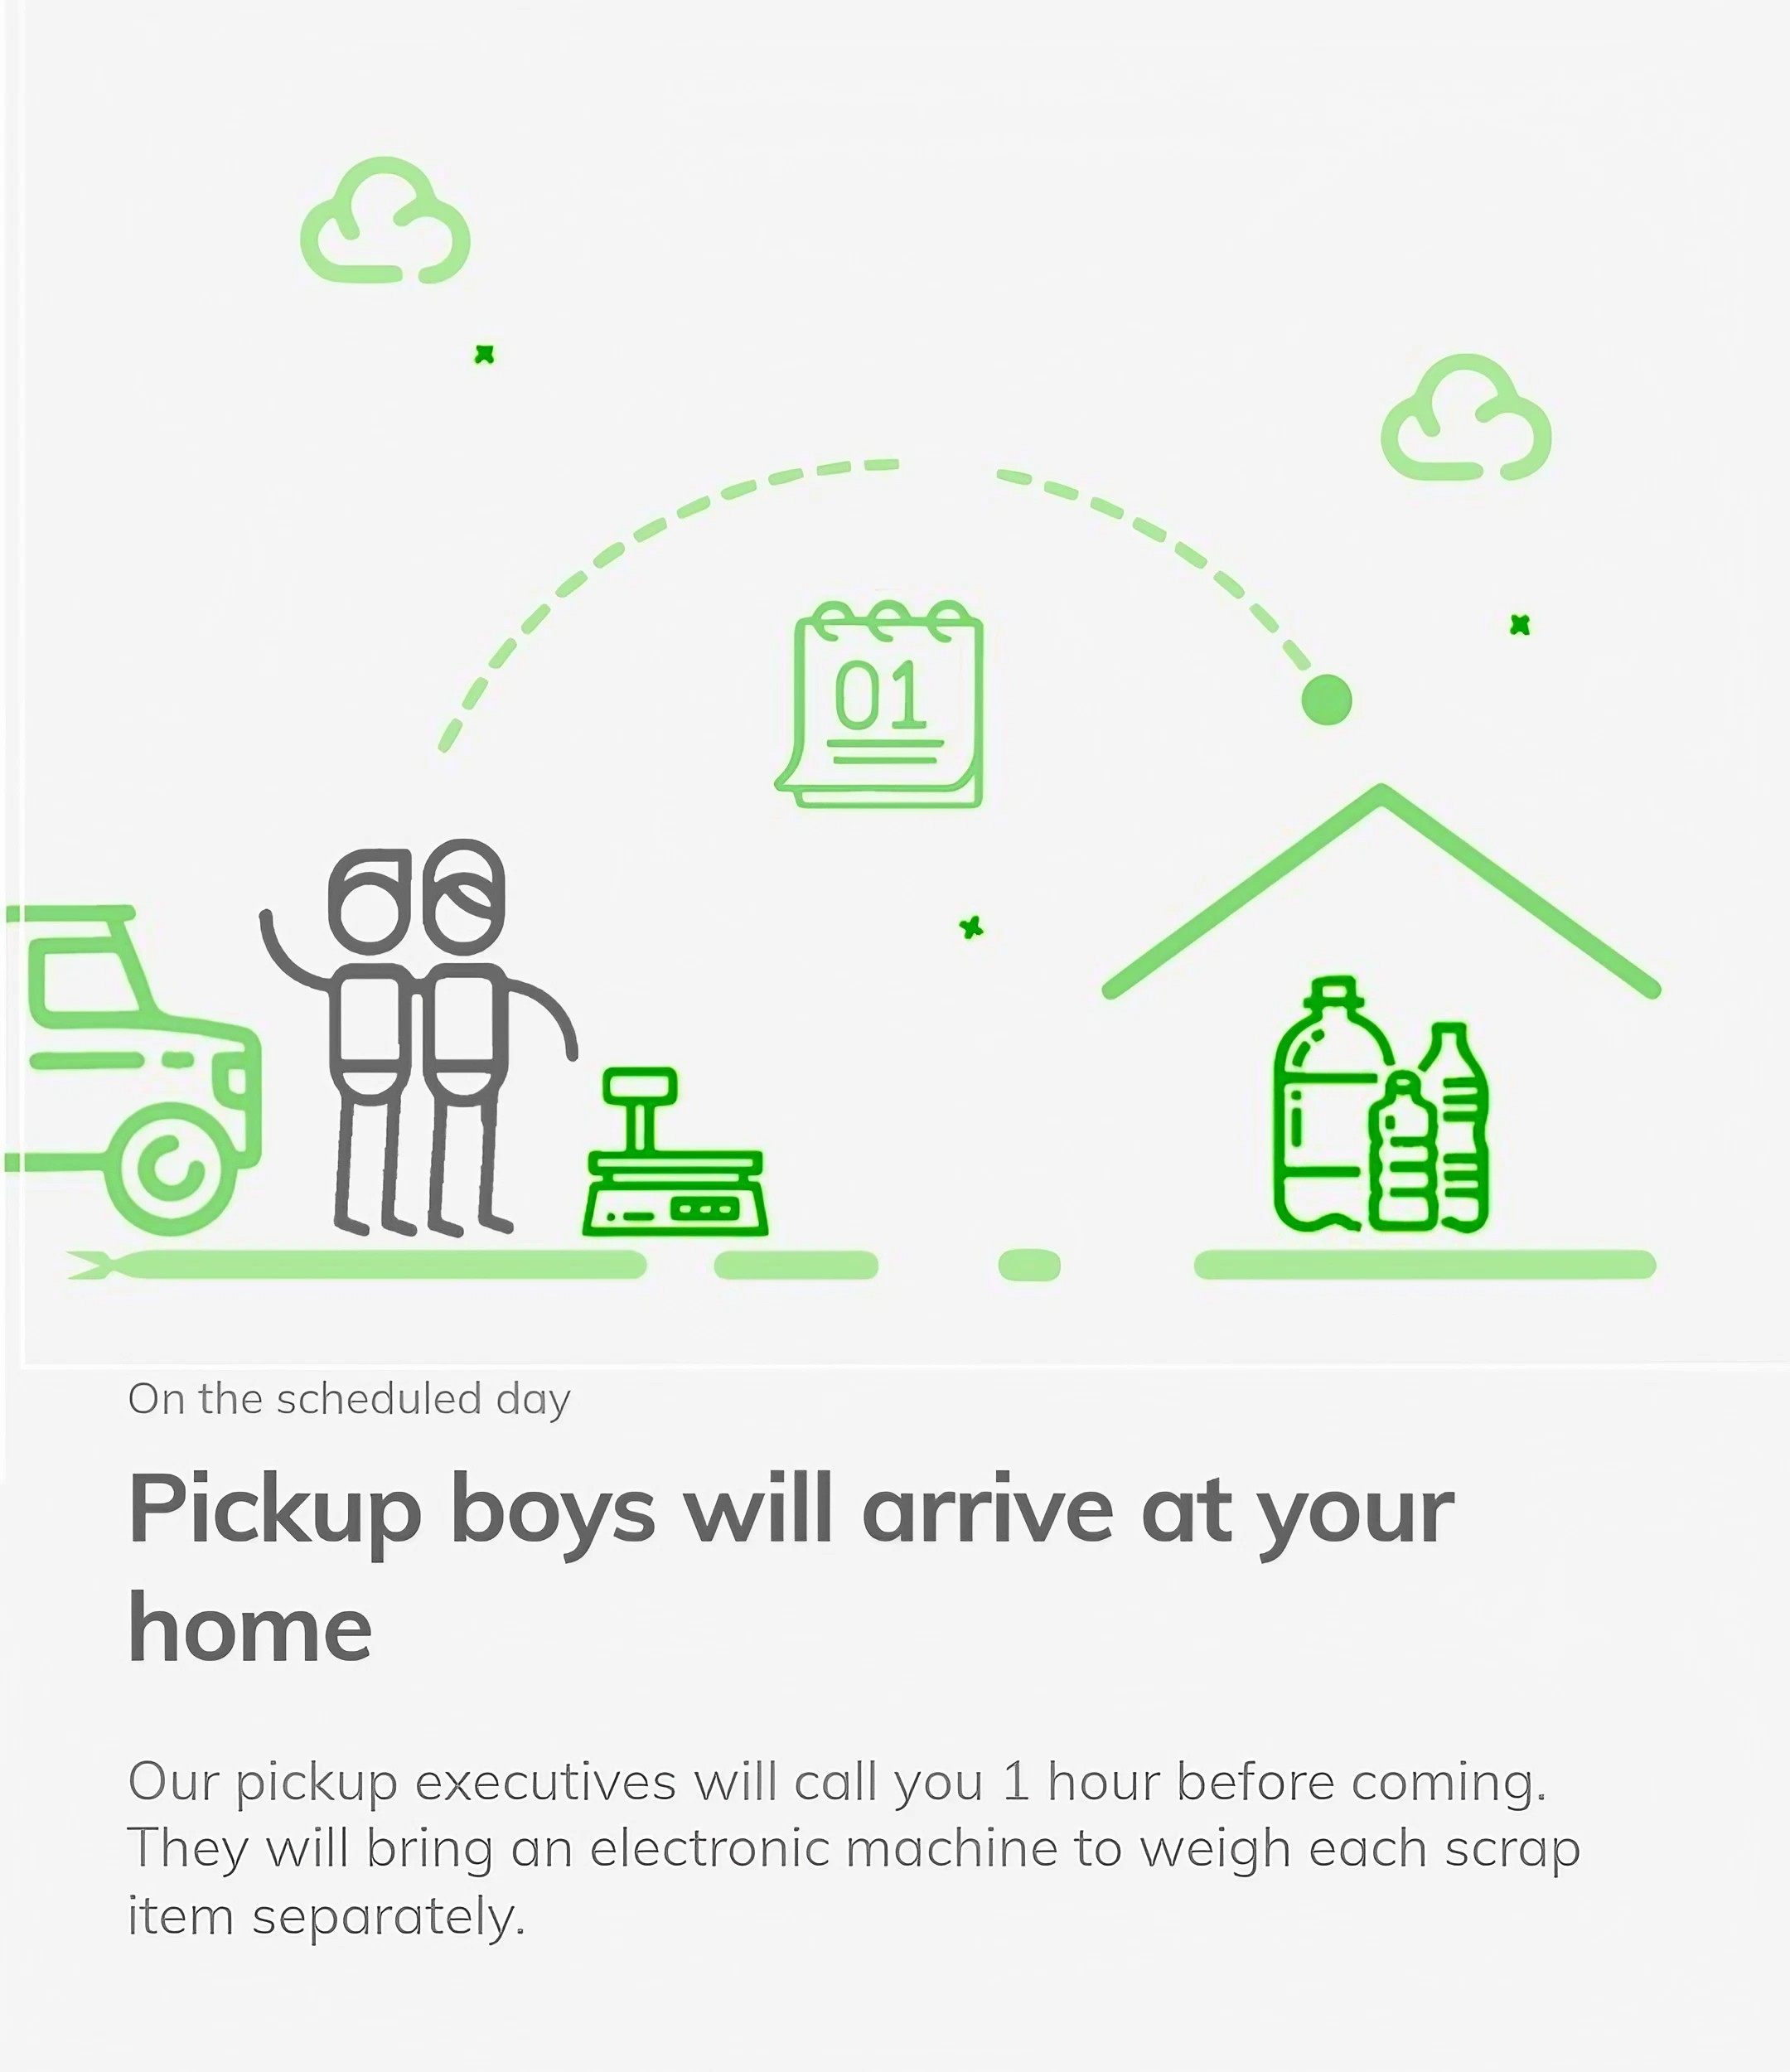 01
On the scheduled day
Pickup boys will arrive at your
home
Our pickup executives will call you 1 hour before coming.
They will bring an electronic machine to weigh each scrap
item separately.